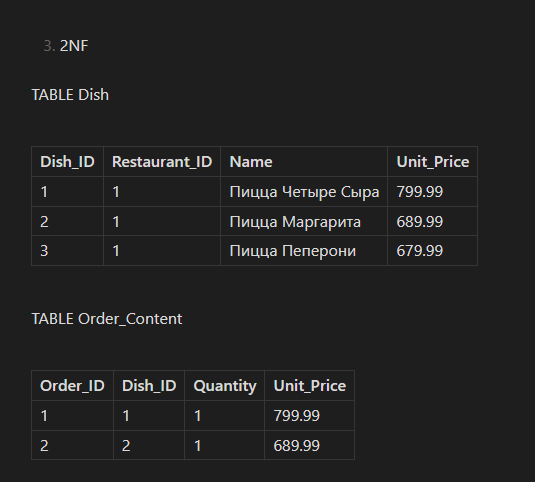 3. 2NF
TABLE Dish
Dish_ID Restaurant_ID Name Unit_Price
1 1 Пицца Четыре Сыра 799.99
2 1 Пицца Маргарита 689.99
3 1 Пицца Пеперони 679.99
TABLE Order_Content
Order_ID Dish_ID Quantity Unit_Price
1 1 1 799.99
2 2 1 689.99